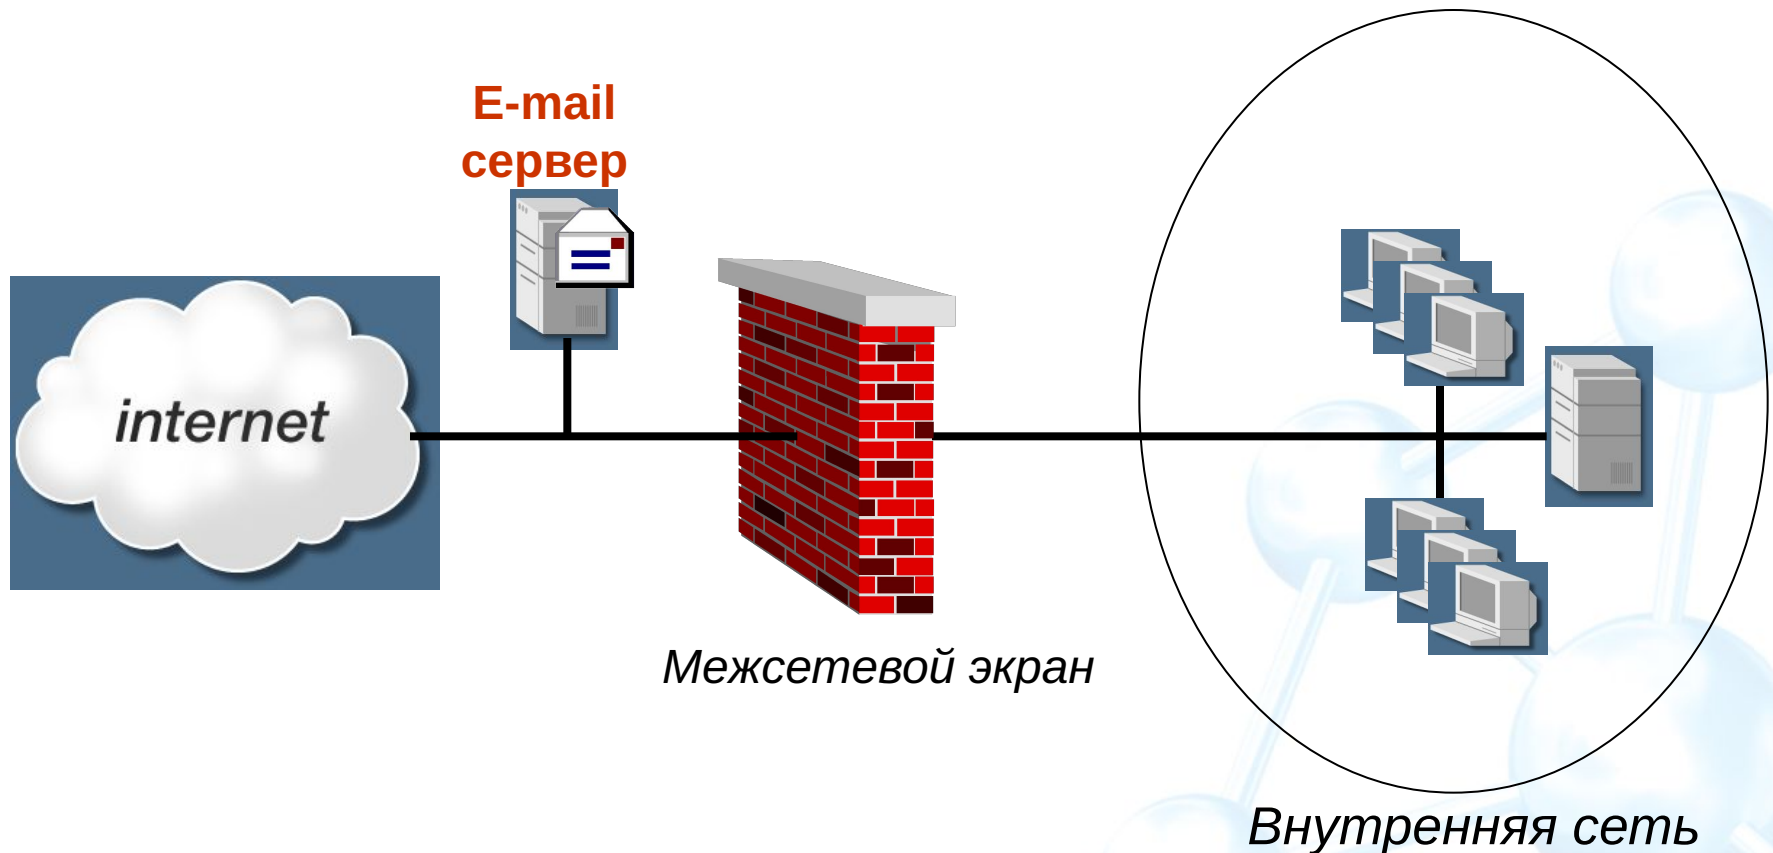 E-mail
сервер
internet
Межсетевой экран
Внутренняя сеть